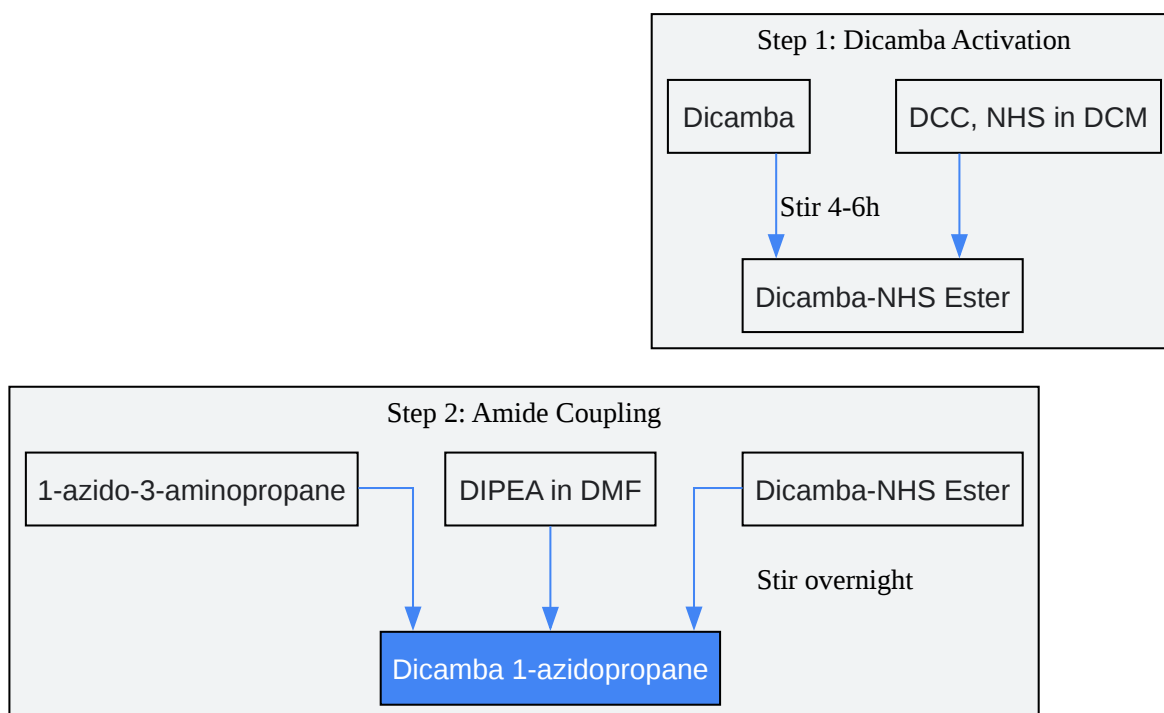 Step 1: Dicamba Activation
Dicamba
DCC, NHS in DCM
Stir 4-6h
Dicamba-NHS Ester
Step 2: Amide Coupling
1-azido-3-aminopropane
DIPEA in DMF
Dicamba-NHS Ester
Stir overnight
Dicamba 1-azidopropane